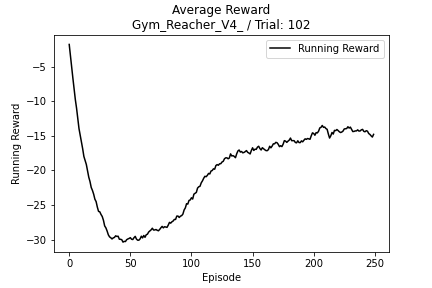 Average Reward
Gym_Reacher_V4_ / Trial: 102
Running Reward
−5
−10
−15
−20
−25
−30
Running Reward
0
50
100
150
200
250
Episode